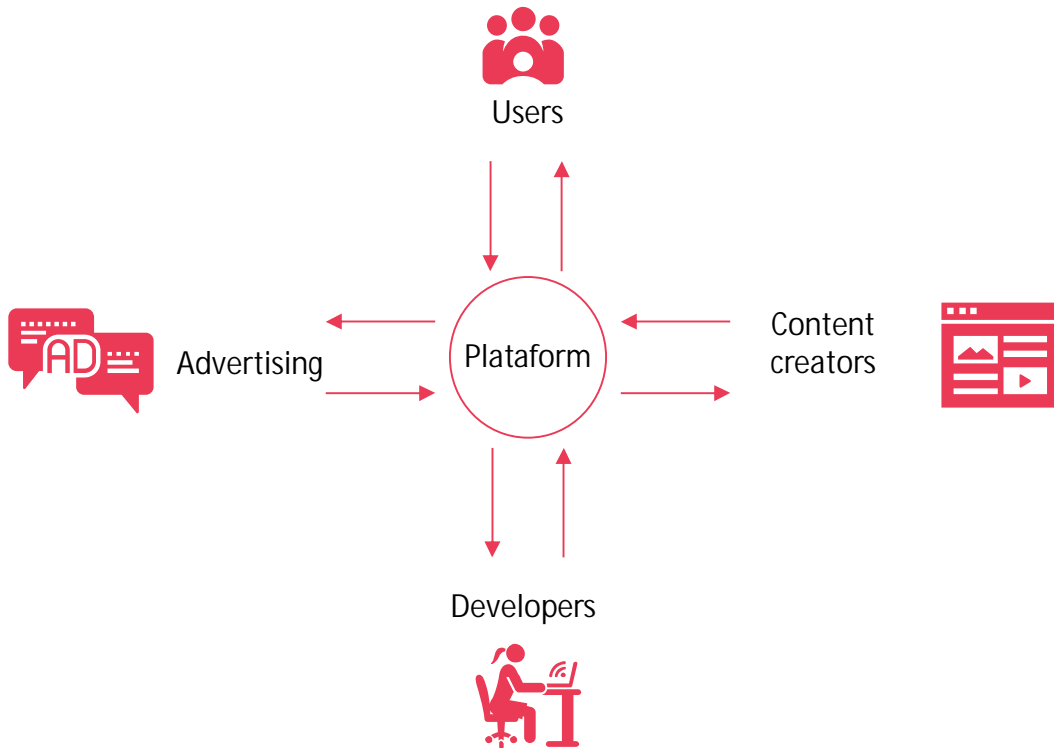 Users
AD
Advertising
Plataform
Content
creators
Developers